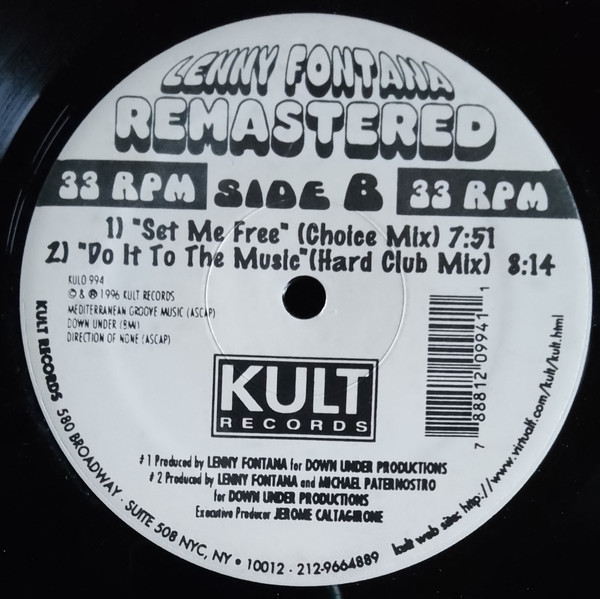 LENNY FONTANA
REMASTERED
33 RPM SIDE B 33 RPM
1) "Set Me Free" (Choice Mix) 7:51
2) "Do It To The Music" (Hard Club Mix) 8:14
KULO 994
© & ℗ 1996 KULT RECORDS
MEDITERRANEAN GROOVE MUSIC (ASCAP)
DOWN UNDER (BMI)
DIRECTION OF NONE (ASCAP)
7 88812 09941 1
KULT
RECORDS
# 1 Produced by LENNY FONTANA for DOWN UNDER PRODUCTIONS
# 2 Produced by LENNY FONTANA and MICHAEL PATERNOSTRO
for DOWN UNDER PRODUCTIONS
Executive Producer JEROME CALTAGIRONE
KULT RECORDS 580 BROADWAY · SUITE 508 NYC, NY • 10012 · 212-9664889 kult web site: http://www.virtualf.com/kult/kult.html